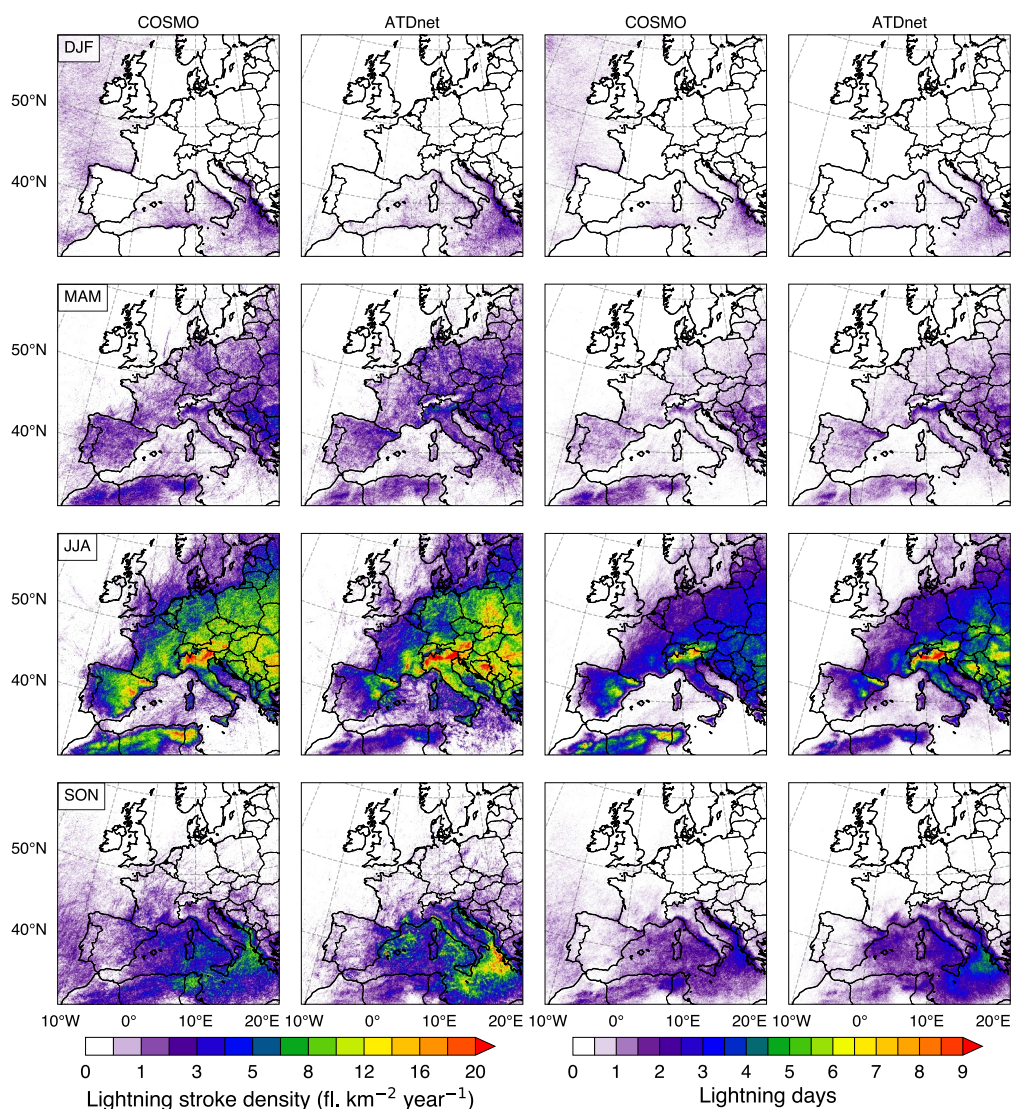 COSMO ATDnet COSMO ATDnet
DJF
50°N
40°N
MAM
50°N
40°N
JJA
50°N
40°N
SON
50°N
40°N
10°W 0° 10°E 20°E 10°W 0° 10°E 20°E 10°W 0° 10°E 20°E 10°W 0° 10°E 20°E
0 1 3 5 8 12 16 20 0 1 2 3 4 5 6 7 8 9
Lightning stroke density (fl. km⁻² year⁻¹) Lightning days